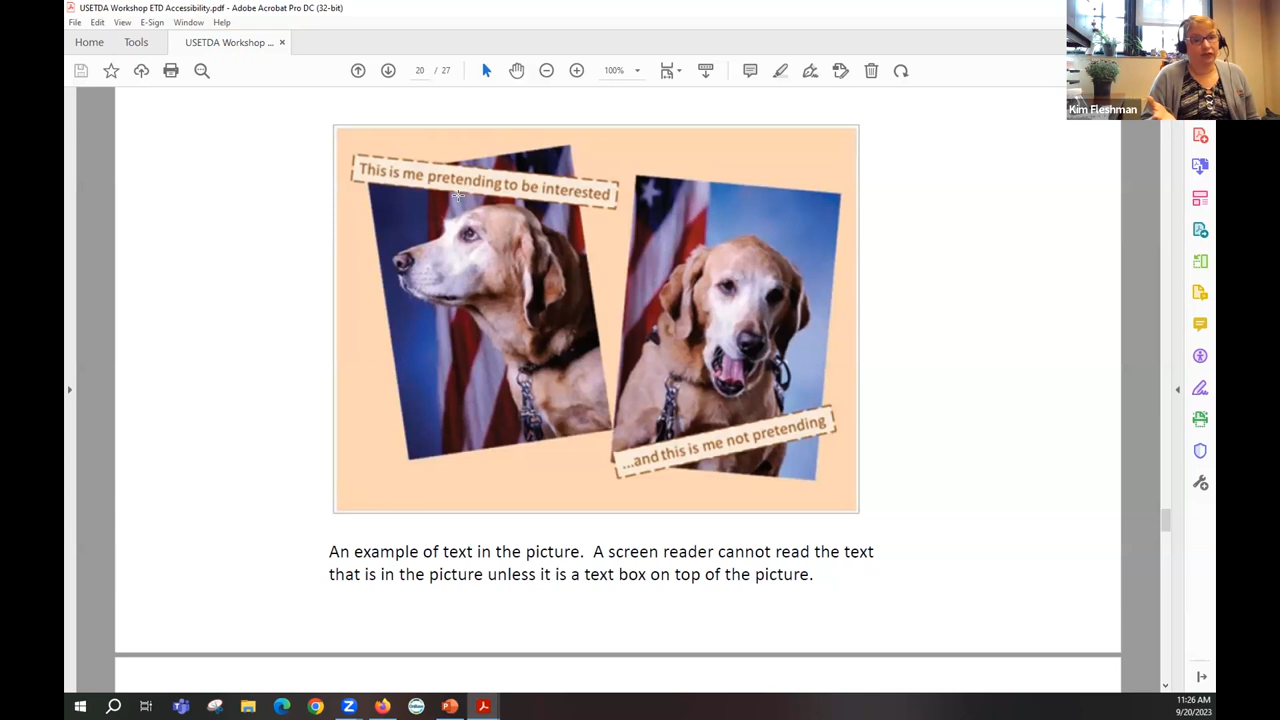 USETDA Workshop ETD Accessibility.pdf - Adobe Acrobat Pro DC (32-bit)
File Edit View E-Sign Window Help
Home Tools USETDA Workshop ... ×
20 / 27 100%
Kim Fleshman
This is me pretending to be interested
...and this is me not pretending
An example of text in the picture. A screen reader cannot read the text
that is in the picture unless it is a text box on top of the picture.
11:26 AM
9/20/2023